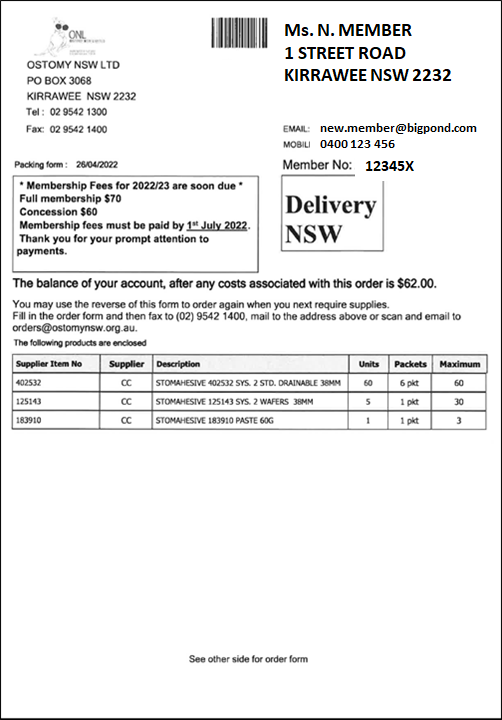 ONL
OSTOMY NSW LTD
PO BOX 3068
KIRRAWEE NSW 2232
Tel : 02 9542 1300
Fax: 02 9542 1400
Ms. N. MEMBER
1 STREET ROAD
KIRRAWEE NSW 2232
EMAIL: new.member@bigpond.com
MOBILI 0400 123 456
Packing form : 26/04/2022
Member No: 12345X
* Membership Fees for 2022/23 are soon due *
Full membership $70
Concession $60
Membership fees must be paid by 1st July 2022.
Thank you for your prompt attention to
payments.
Delivery
NSW
The balance of your account, after any costs associated with this order is $62.00.
You may use the reverse of this form to order again when you next require supplies.
Fill in the order form and then fax to (02) 9542 1400, mail to the address above or scan and email to
orders@ostomynsw.org.au.
The following products are enclosed
Supplier Item No Supplier Description Units Packets Maximum
402532 CC STOMAHESIVE 402532 SYS. 2 STD. DRAINABLE 38MM 60 6 pkt 60
125143 CC STOMAHESIVE 125143 SYS. 2 WAFERS 38MM 5 1 pkt 30
183910 CC STOMAHESIVE 183910 PASTE 60G 1 1 pkt 3
See other side for order form